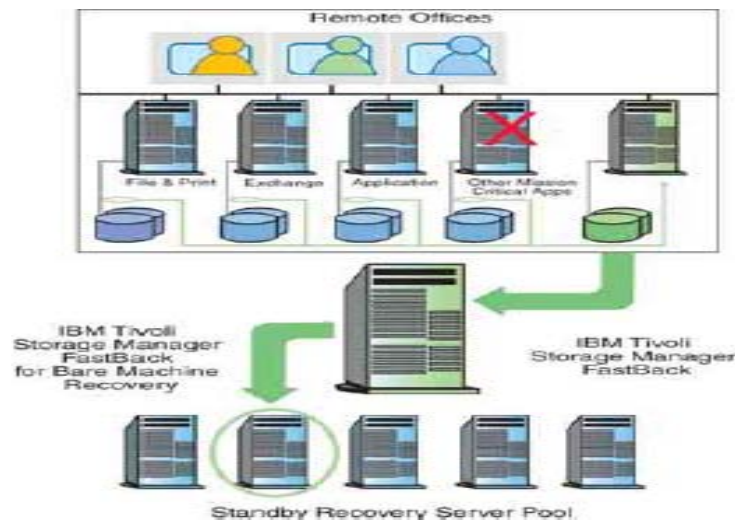 Remote Offices
File & Print
Exchange
Application
Other Mission
Critical Apps
IBM Tivoli
Storage Manager
FastBack
for Bare Machine
Recovery
IBM Tivoli
Storage Manager
FastBack
Standby Recovery Server Pool